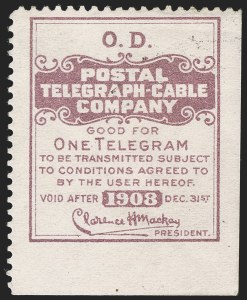 O. D.
POSTAL
TELEGRAPH-CABLE
COMPANY
GOOD FOR
ONE TELEGRAM
TO BE TRANSMITTED SUBJECT
TO CONDITIONS AGREED TO
BY THE USER HEREOF.
VOID AFTER 1908 DEC. 31ST
Clarence H Mackay
PRESIDENT.